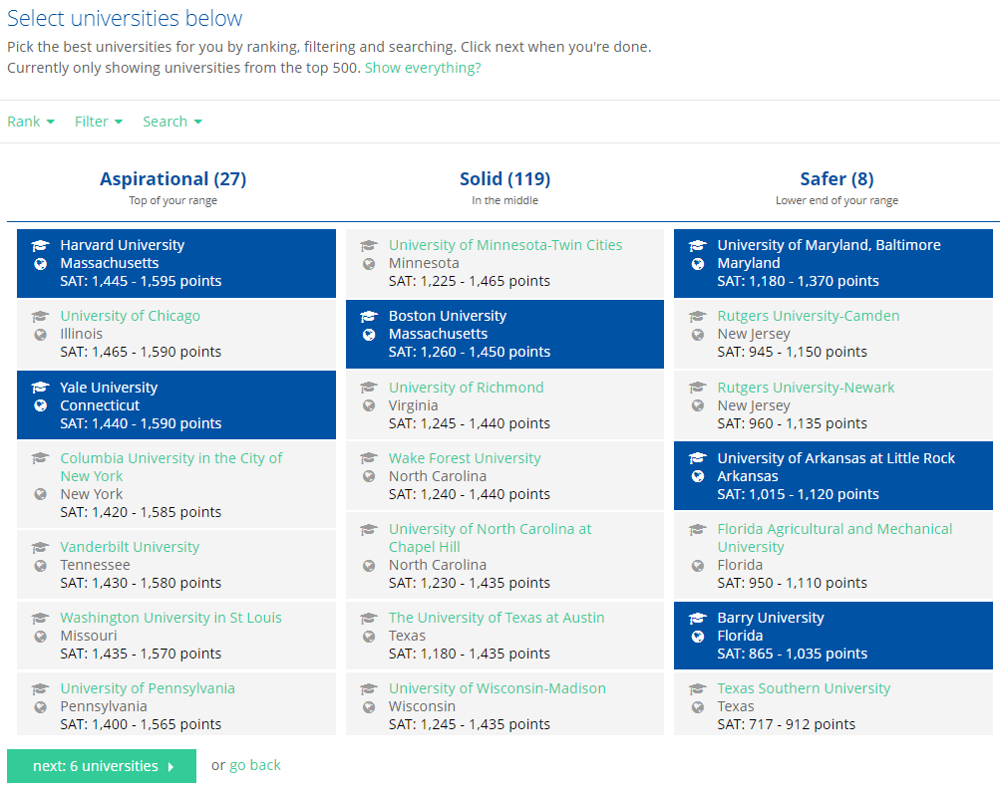 Select universities below
Pick the best universities for you by ranking, filtering and searching. Click next when you're done.
Currently only showing universities from the top 500. Show everything?
Rank
Filter
Search
Aspirational (27)
Top of your range
Harvard University
Massachusetts
SAT: 1,445 - 1,595 points
University of Chicago
Illinois
SAT: 1,465 - 1,590 points
Yale University
Connecticut
SAT: 1,440 - 1,590 points
Columbia University in the City of
New York
New York
SAT: 1,420 - 1,585 points
Vanderbilt University
Tennessee
SAT: 1,430 - 1,580 points
Washington University in St Louis
Missouri
SAT: 1,435 - 1,570 points
University of Pennsylvania
Pennsylvania
SAT: 1,400 - 1,565 points
Solid (119)
In the middle
University of Minnesota-Twin Cities
Minnesota
SAT: 1,225 - 1,465 points
Boston University
Massachusetts
SAT: 1,260 - 1,450 points
University of Richmond
Virginia
SAT: 1,245 - 1,440 points
Wake Forest University
North Carolina
SAT: 1,240 - 1,440 points
University of North Carolina at
Chapel Hill
North Carolina
SAT: 1,230 - 1,435 points
The University of Texas at Austin
Texas
SAT: 1,180 - 1,435 points
University of Wisconsin-Madison
Wisconsin
SAT: 1,245 - 1,435 points
Safer (8)
Lower end of your range
University of Maryland, Baltimore
Maryland
SAT: 1,180 - 1,370 points
Rutgers University-Camden
New Jersey
SAT: 945 - 1,150 points
Rutgers University-Newark
New Jersey
SAT: 960 - 1,135 points
University of Arkansas at Little Rock
Arkansas
SAT: 1,015 - 1,120 points
Florida Agricultural and Mechanical
University
Florida
SAT: 950 - 1,110 points
Barry University
Florida
SAT: 865 - 1,035 points
Texas Southern University
Texas
SAT: 717 - 912 points
next: 6 universities
or go back